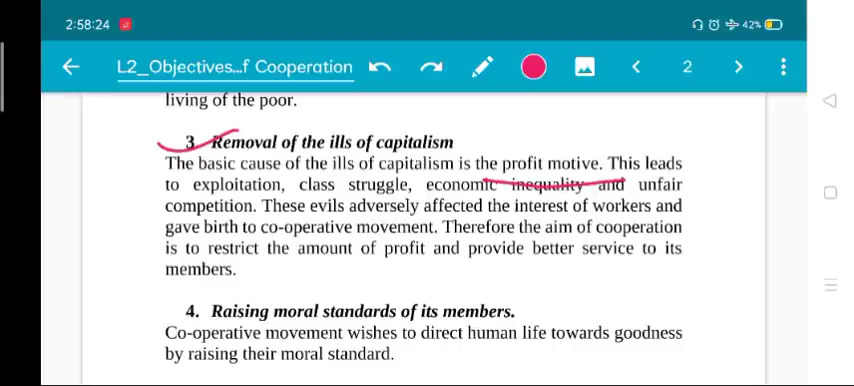 2:58:24
42%
L2_Objectives...f Cooperation
2
living of the poor.
3. Removal of the ills of capitalism
The basic cause of the ills of capitalism is the profit motive. This leads
to exploitation, class struggle, economic inequality and unfair
competition. These evils adversely affected the interest of workers and
gave birth to co-operative movement. Therefore the aim of cooperation
is to restrict the amount of profit and provide better service to its
members.
4. Raising moral standards of its members.
Co-operative movement wishes to direct human life towards goodness
by raising their moral standard.